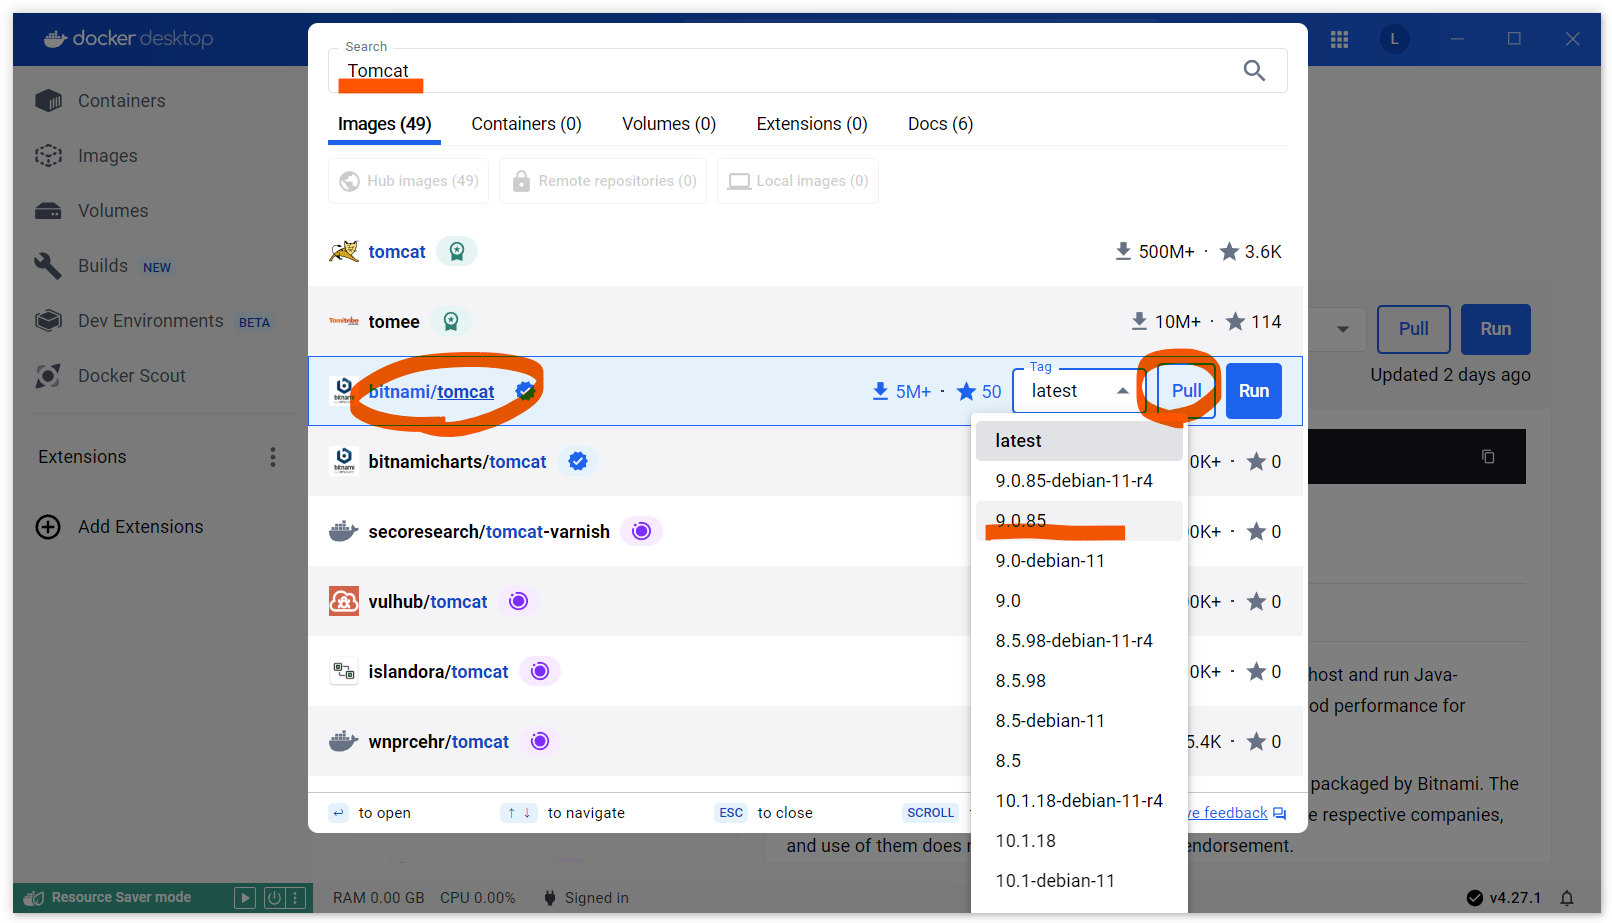 docker desktop
L
Search
Tomcat
Containers
Images
Volumes
Builds NEW
Dev Environments BETA
Docker Scout
Extensions
Add Extensions
Images (49)
Containers (0)
Volumes (0)
Extensions (0)
Docs (6)
Hub images (49)
Remote repositories (0)
Local images (0)
tomcat
500M+ · 3.6K
Tomitribe
tomee
10M+ · 114
bitnami
bitnami/tomcat
5M+ · 50
Tag
latest
Pull
Run
bitnami
bitnamicharts/tomcat
0K+ · 0
secoresearch/tomcat-varnish
0K+ · 0
vulhub/tomcat
0K+ · 0
islandora/tomcat
0K+ · 0
wnprcehr/tomcat
5.4K · 0
latest
9.0.85-debian-11-r4
9.0.85
9.0-debian-11
9.0
8.5.98-debian-11-r4
8.5.98
8.5-debian-11
8.5
10.1.18-debian-11-r4
10.1.18
10.1-debian-11
↵ to open
↑ ↓ to navigate
ESC to close
SCROLL
ve feedback
Pull
Run
Updated 2 days ago
host and run Java-
od performance for
packaged by Bitnami. The
e respective companies,
and use of them does
endorsement.
Resource Saver mode
RAM 0.00 GB CPU 0.00%
Signed in
v4.27.1